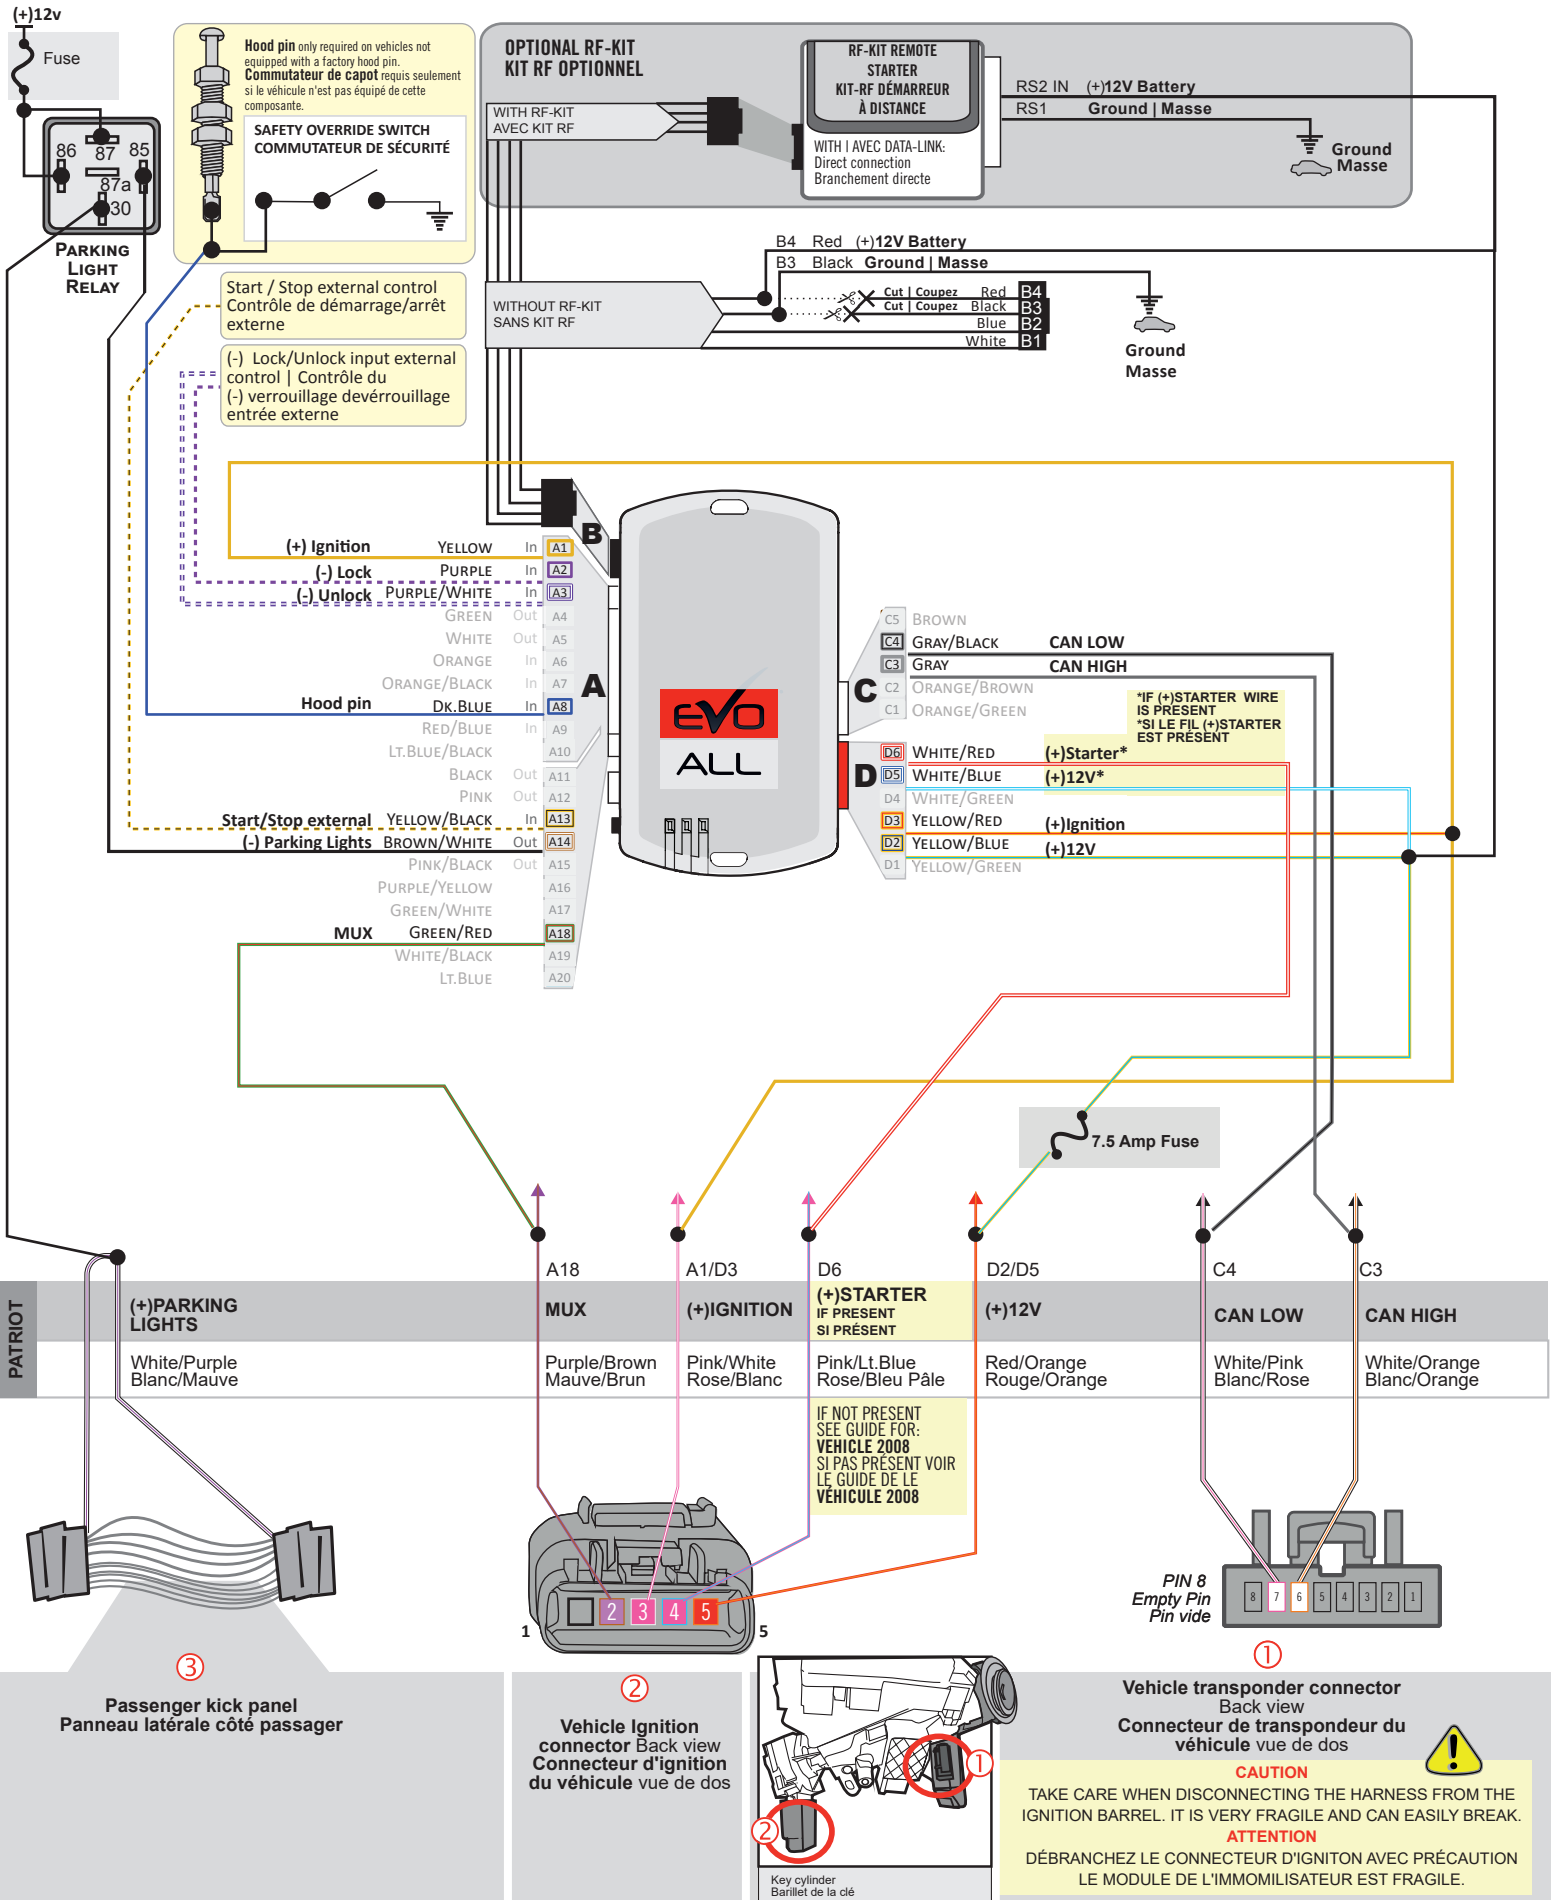 (+)12v
Fuse
86
87
85
87a
30
PARKING
LIGHT
RELAY
Hood pin only required on vehicles not
equipped with a factory hood pin.
Commutateur de capot requis seulement
si le véhicule n'est pas équipé de cette
composante.
SAFETY OVERRIDE SWITCH
COMMUTATEUR DE SÉCURITÉ
Start / Stop external control
Contrôle de démarrage/arrêt
externe
(-) Lock/Unlock input external
control | Contrôle du
(-) verrouillage devérrouillage
entrée externe
OPTIONAL RF-KIT
KIT RF OPTIONNEL
WITH RF-KIT
AVEC KIT RF
RF-KIT REMOTE
STARTER
KIT-RF DÉMARREUR
À DISTANCE
WITH | AVEC DATA-LINK:
Direct connection
Branchement directe
RS2 IN (+)12V Battery
RS1 Ground | Masse
Ground
Masse
B4 Red (+)12V Battery
B3 Black Ground | Masse
WITHOUT RF-KIT
SANS KIT RF
Cut | Coupez Red B4
Cut | Coupez Black B3
Blue B2
White B1
Ground
Masse
B
(+) Ignition YELLOW In A1
(-) Lock PURPLE In A2
(-) Unlock PURPLE/WHITE In A3
GREEN Out A4
WHITE Out A5
ORANGE In A6
ORANGE/BLACK In A7
Hood pin DK.BLUE In A8
RED/BLUE In A9
LT.BLUE/BLACK A10
BLACK Out A11
PINK Out A12
Start/Stop external YELLOW/BLACK In A13
(-) Parking Lights BROWN/WHITE Out A14
PINK/BLACK Out A15
PURPLE/YELLOW A16
GREEN/WHITE A17
MUX GREEN/RED A18
WHITE/BLACK A19
LT.BLUE A20
A
EVO
ALL
C
C5 BROWN
C4 GRAY/BLACK CAN LOW
C3 GRAY CAN HIGH
C2 ORANGE/BROWN
C1 ORANGE/GREEN
*IF (+)STARTER WIRE
IS PRESENT
*SI LE FIL (+)STARTER
EST PRÉSENT
D
D6 WHITE/RED (+)Starter*
D5 WHITE/BLUE (+)12V*
D4 WHITE/GREEN
D3 YELLOW/RED (+)Ignition
D2 YELLOW/BLUE (+)12V
D1 YELLOW/GREEN
7.5 Amp Fuse
A18
A1/D3
D6
D2/D5
C4
C3
PATRIOT
(+)PARKING
LIGHTS
MUX
(+)IGNITION
(+)STARTER
IF PRESENT
SI PRÉSENT
(+)12V
CAN LOW
CAN HIGH
White/Purple
Blanc/Mauve
Purple/Brown
Mauve/Brun
Pink/White
Rose/Blanc
Pink/Lt.Blue
Rose/Bleu Pâle
Red/Orange
Rouge/Orange
White/Pink
Blanc/Rose
White/Orange
Blanc/Orange
IF NOT PRESENT
SEE GUIDE FOR:
VEHICLE 2008
SI PAS PRÉSENT VOIR
LE GUIDE DE LE
VÉHICULE 2008
2 3 4 5
1
5
PIN 8
Empty Pin
Pin vide
8 7 6 5 4 3 2 1
3
Passenger kick panel
Panneau latérale côté passager
2
Vehicle Ignition
connector Back view
Connecteur d'ignition
du véhicule vue de dos
1
2
Key cylinder
Barillet de la clé
1
Vehicle transponder connector
Back view
Connecteur de transpondeur du
véhicule vue de dos
!
CAUTION
TAKE CARE WHEN DISCONNECTING THE HARNESS FROM THE
IGNITION BARREL. IT IS VERY FRAGILE AND CAN EASILY BREAK.
ATTENTION
DÉBRANCHEZ LE CONNECTEUR D'IGNITON AVEC PRÉCAUTION
LE MODULE DE L'IMMOMILISATEUR EST FRAGILE.